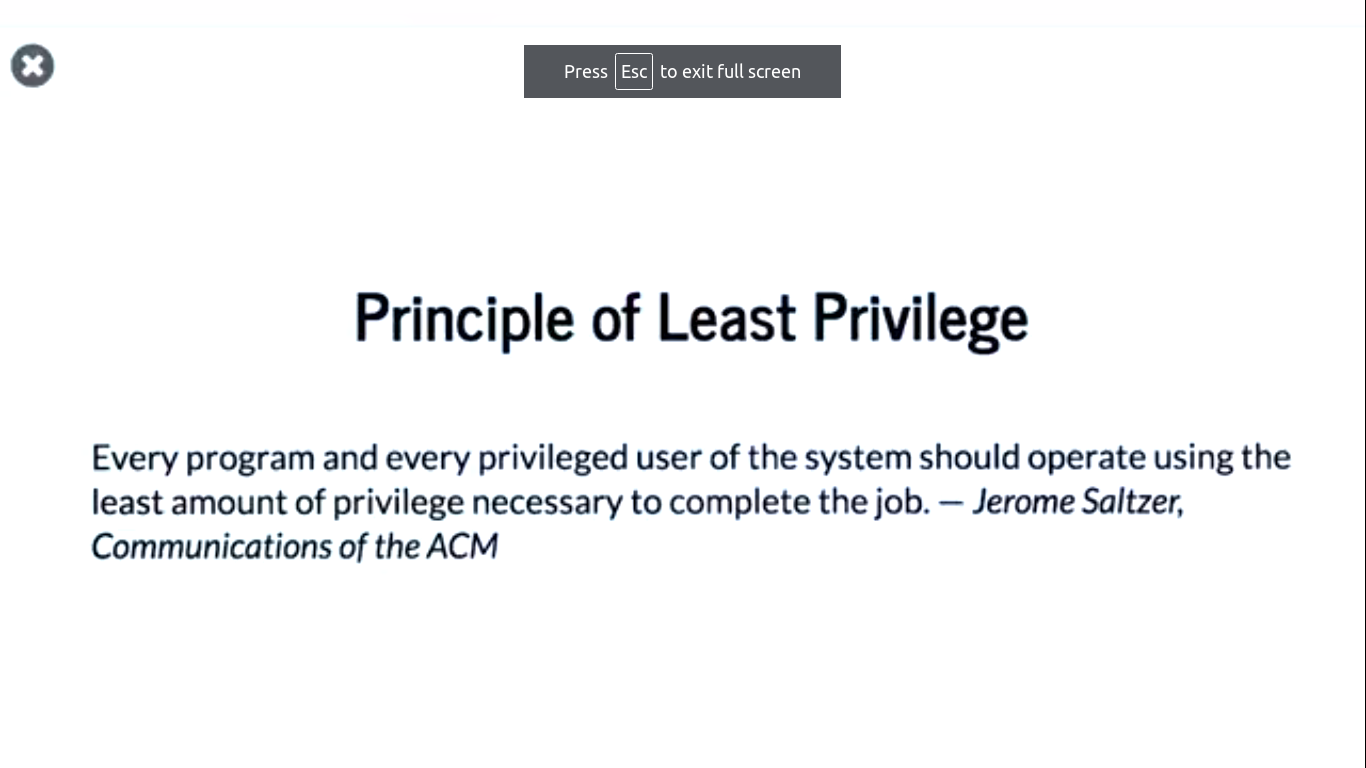 Press Esc to exit full screen
Principle of Least Privilege
Every program and every privileged user of the system should operate using the
least amount of privilege necessary to complete the job. — Jerome Saltzer,
Communications of the ACM